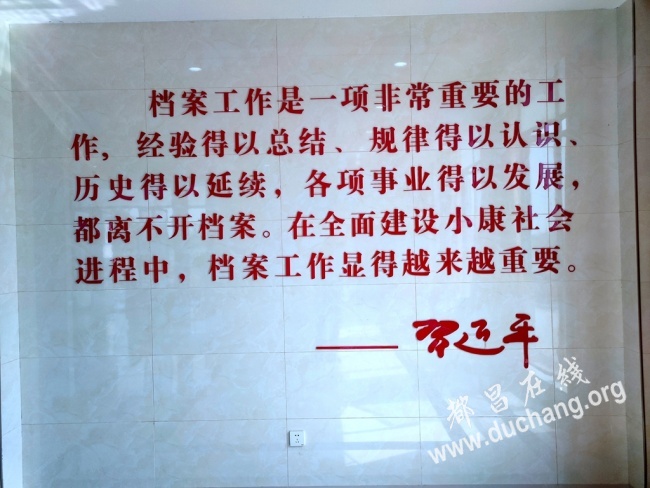 档案工作是一项非常重要的工
作，经验得以总结、规律得以认识、
历史得以延续，各项事业得以发展，
都离不开档案。在全面建设小康社会
进程中，档案工作显得越来越重要。
—— 习近平
都昌在线
www.duchang.org